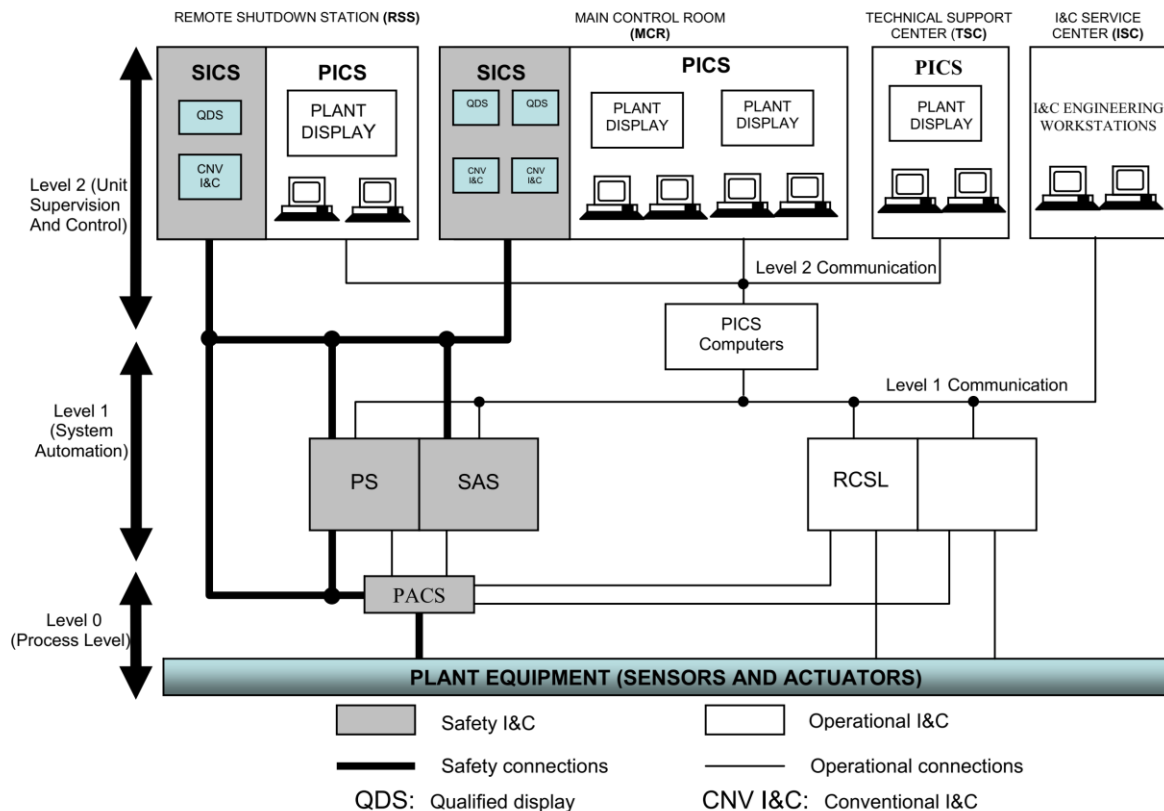 REMOTE SHUTDOWN STATION (RSS)
MAIN CONTROL ROOM
(MCR)
TECHNICAL SUPPORT
CENTER (TSC)
I&C SERVICE
CENTER (ISC)
SICS
PICS
QDS
PLANT
DISPLAY
CNV
I&C
SICS
PICS
QDS
QDS
PLANT
DISPLAY
PLANT
DISPLAY
CNV
I&C
CNV
I&C
PICS
PLANT
DISPLAY
I&C ENGINEERING
WORKSTATIONS
Level 2 (Unit
Supervision
And Control)
Level 2 Communication
PICS
Computers
Level 1 Communication
Level 1
(System
Automation)
PS
SAS
RCSL
PACS
Level 0
(Process Level)
PLANT EQUIPMENT (SENSORS AND ACTUATORS)
Safety I&C
Operational I&C
Safety connections
Operational connections
QDS: Qualified display
CNV I&C: Conventional I&C